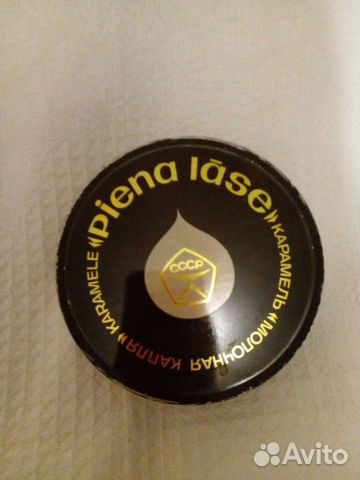 KARAMELE «Piena lāse»
КАРАМЕЛЬ «МОЛОЧНАЯ КАПЛЯ»
СССР
Avito